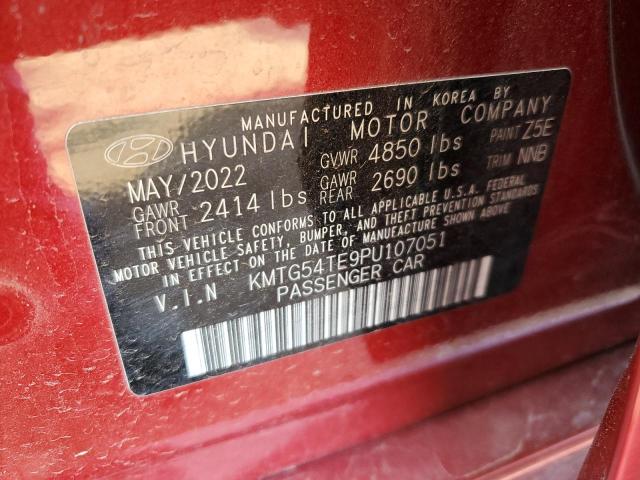 MANUFACTURED IN KOREA BY
HYUNDAI MOTOR COMPANY
MAY/2022 GVWR 4850 lbs PAINT Z5E
GAWR FRONT 2414 lbs GAWR REAR 2690 lbs TRIM NNB
THIS VEHICLE CONFORMS TO ALL APPLICABLE U.S.A. FEDERAL
MOTOR VEHICLE SAFETY, BUMPER, AND THEFT PREVENTION STANDARDS
IN EFFECT ON THE DATE OF MANUFACTURE SHOWN ABOVE.
V.I.N KMTG54TE9PU107051
PASSENGER CAR